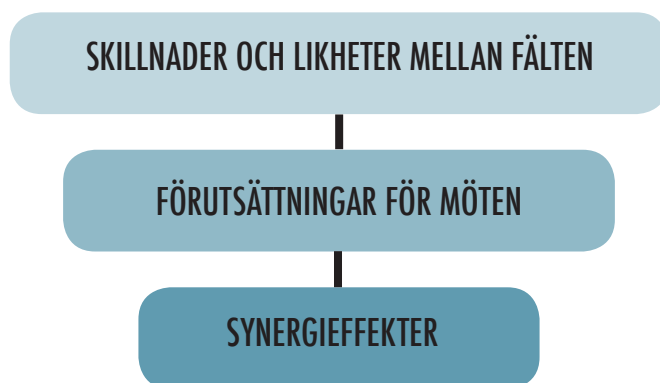 SKILLNADER OCH LIKHETER MELLAN FÄLTEN
FÖRUTSÄTTNINGAR FÖR MÖTEN
SYNERGIEFFEKTER